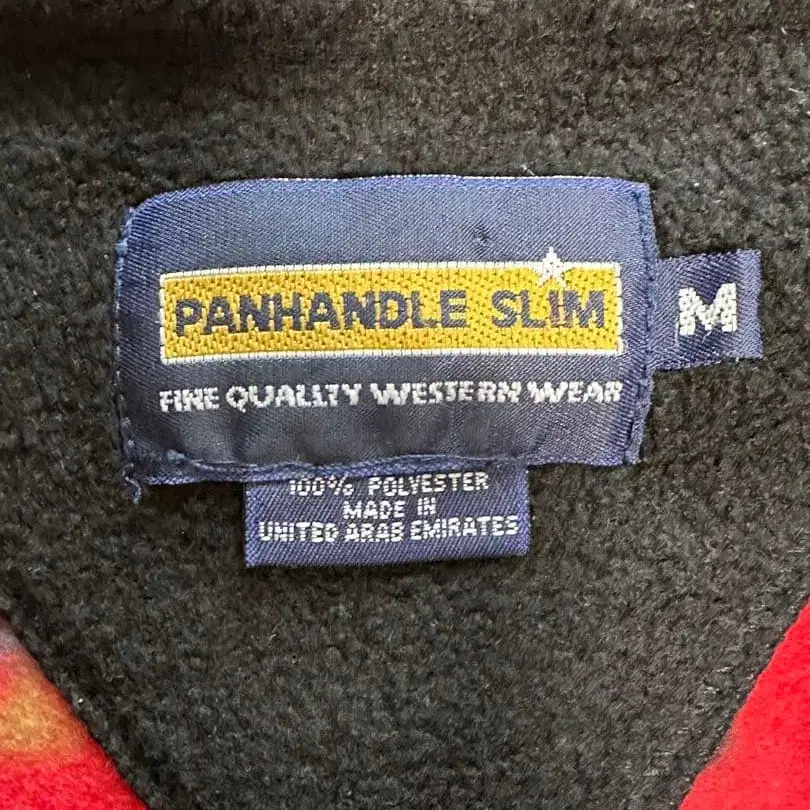 PANHANDLE SLIM
M
FINE QUALITY WESTERN WEAR
100% POLYESTER
MADE IN
UNITED ARAB EMIRATES